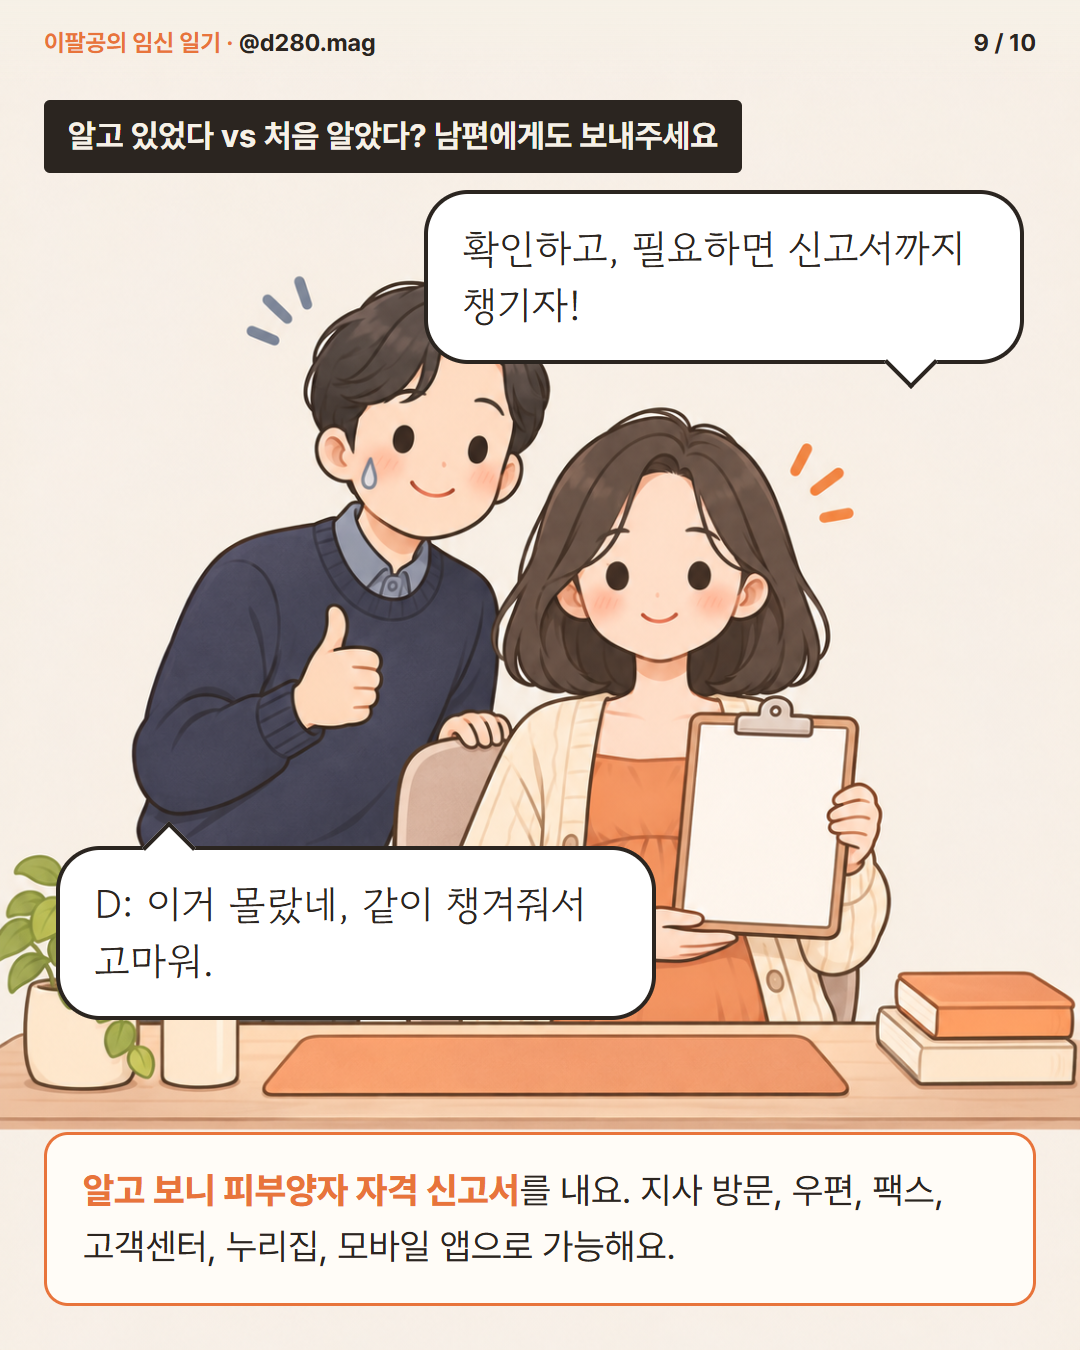 이팔공의 임신 일기 · @d280.mag
9 / 10
알고 있었다 vs 처음 알았다? 남편에게도 보내주세요
확인하고, 필요하면 신고서까지
챙기자!
D: 이거 몰랐네, 같이 챙겨줘서
고마워.
알고 보니 피부양자 자격 신고서를 내요. 지사 방문, 우편, 팩스,
고객센터, 누리집, 모바일 앱으로 가능해요.